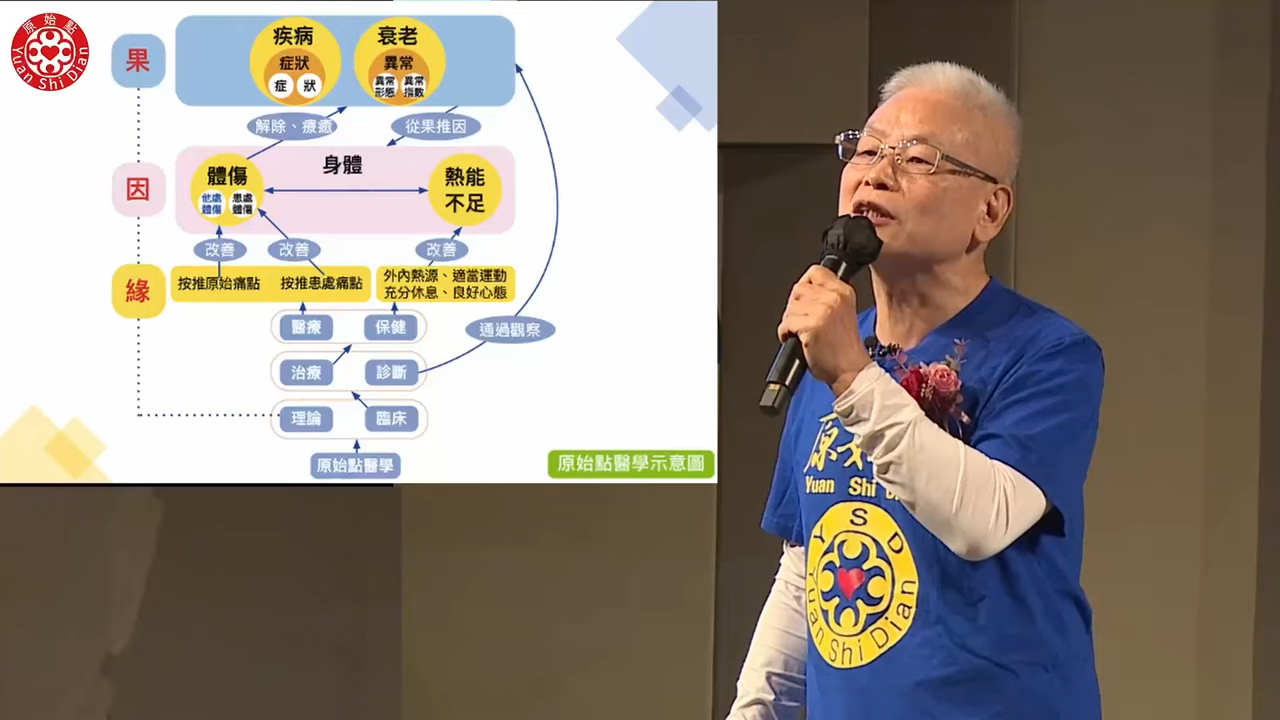 原始點
Yuan Shi Dian
果
疾病
症狀
症 狀
衰老
異常
異常 異常
形態 指數
解除、療癒
從果推因
因
身體
體傷
他處 患處
體傷 體傷
熱能
不足
改善
改善
改善
緣
按推原始痛點
按推患處痛點
外內熱源、適當運動
充分休息、良好心態
醫療
保健
通過觀察
治療
診斷
理論
臨床
原始點醫學
原始點醫學示意圖
原
Yuan Shi
YSD
Yuan Shi Dian